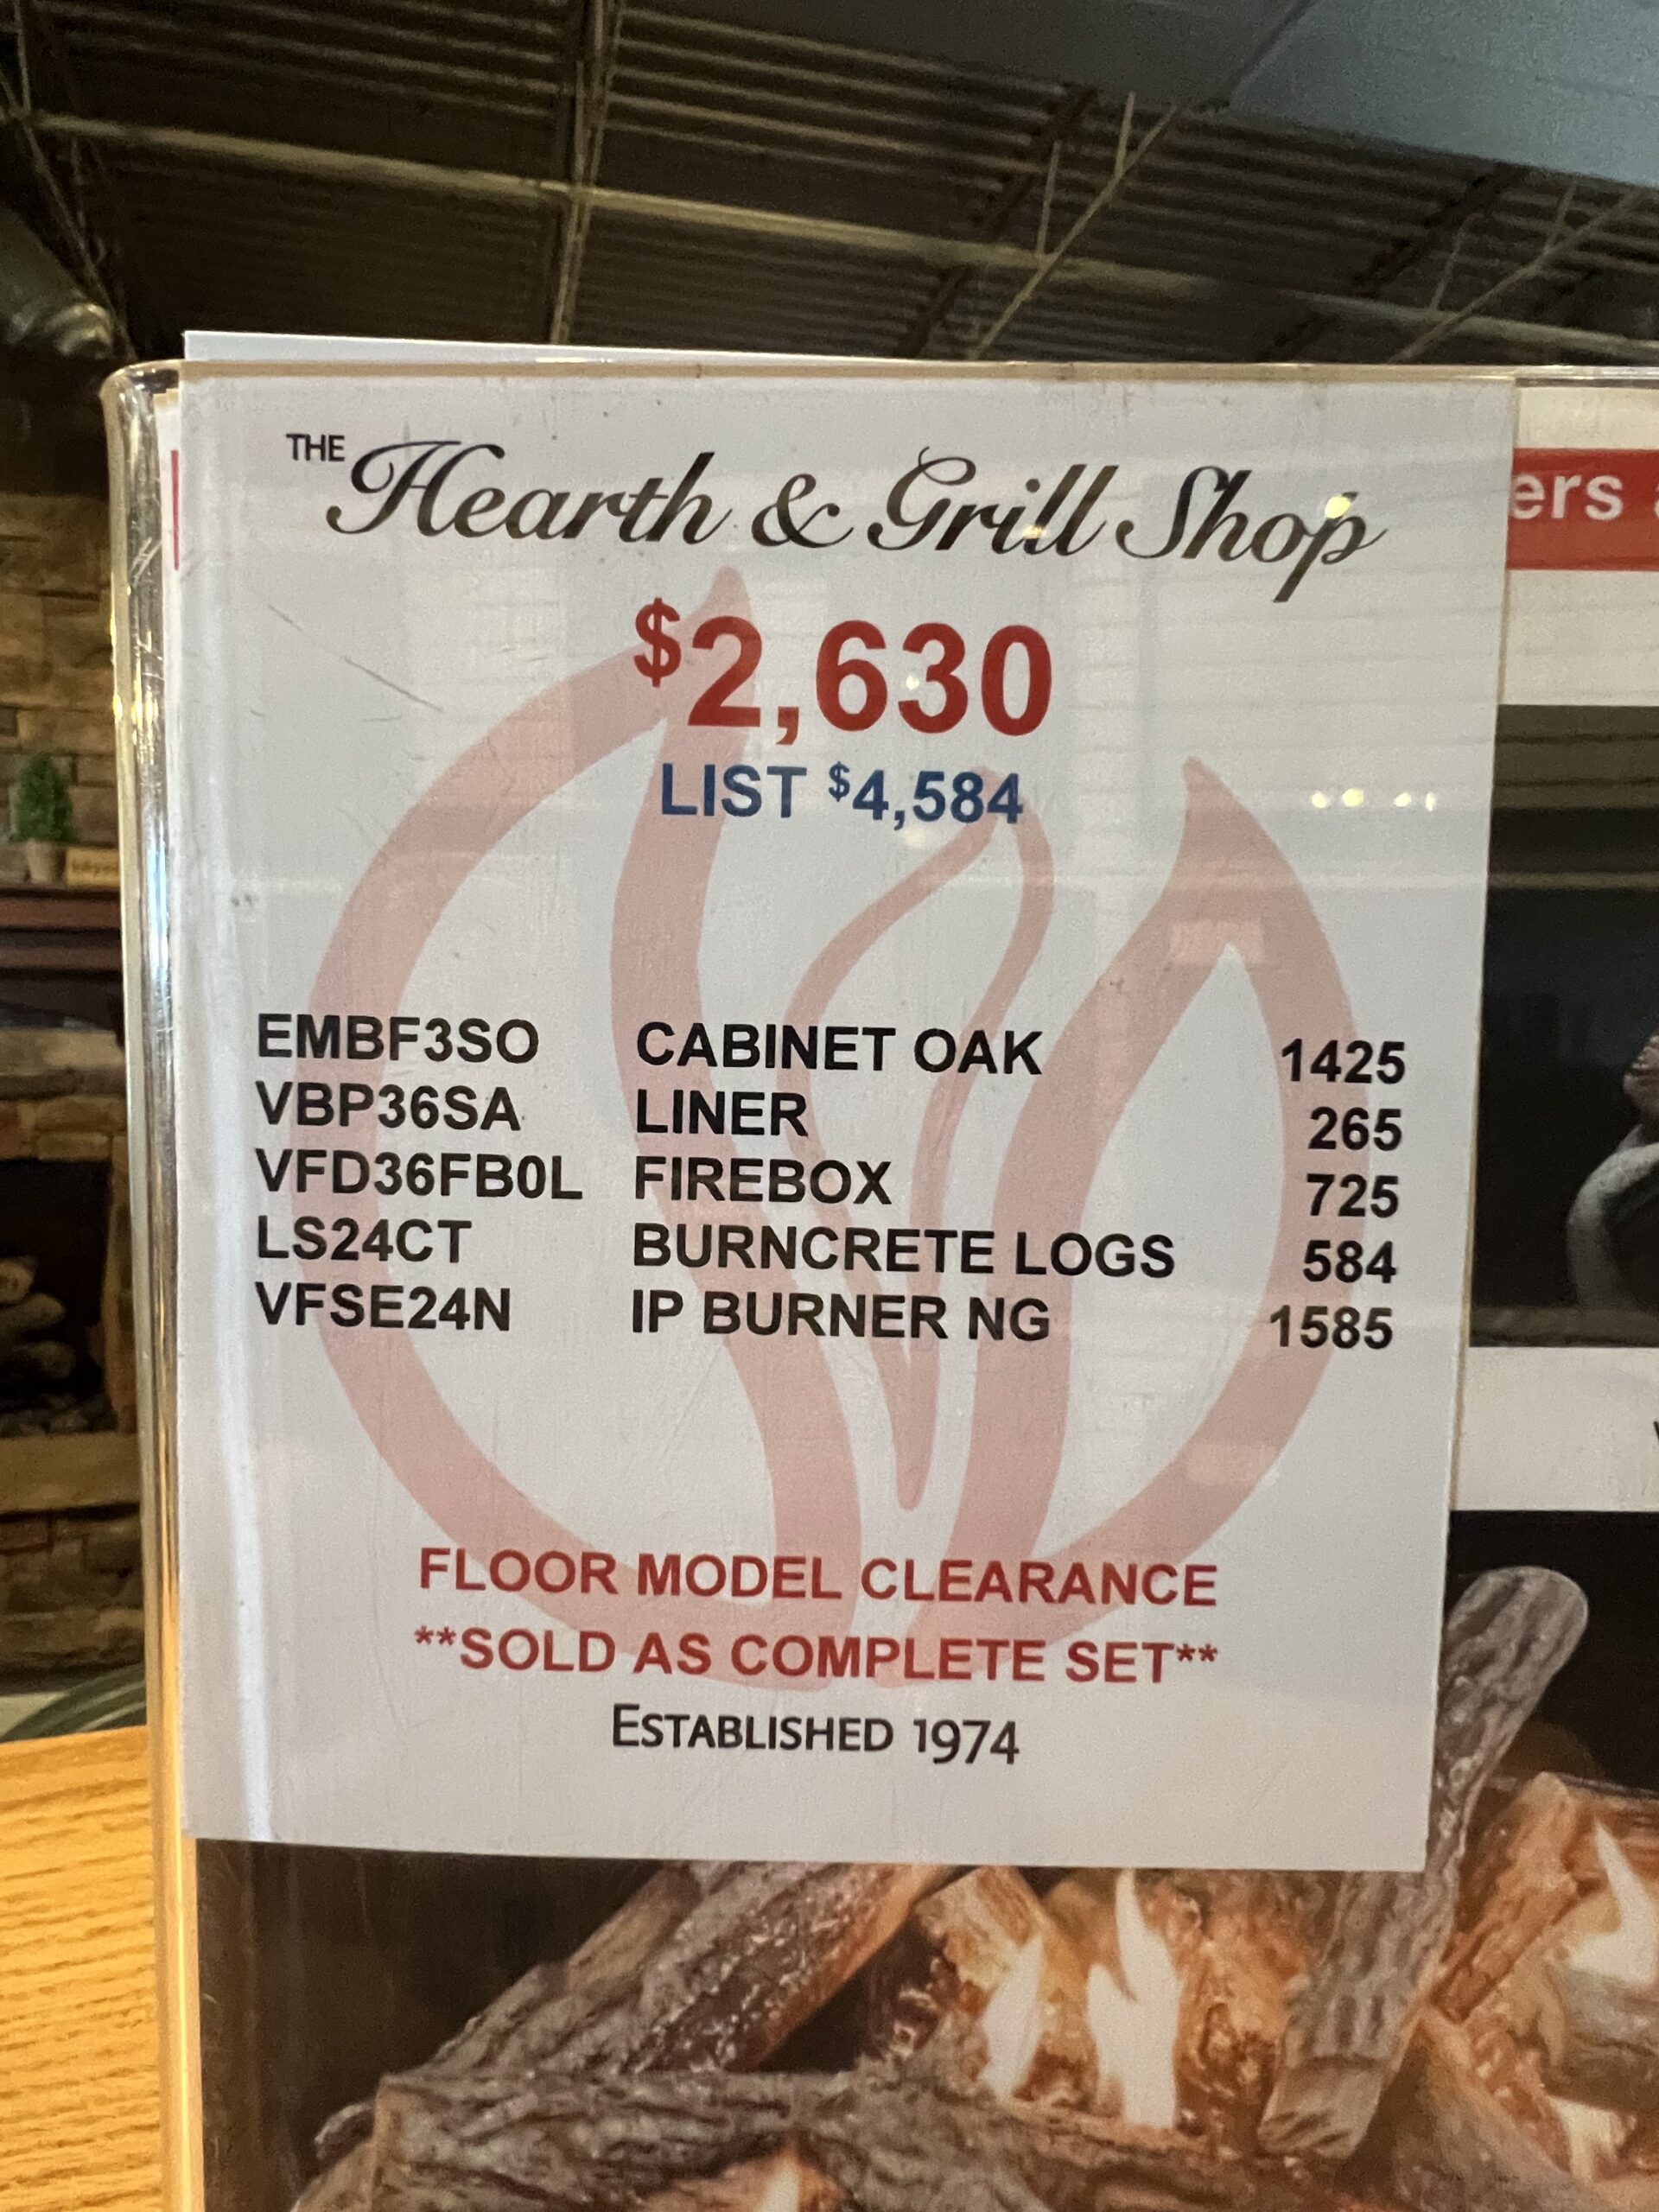 THE Hearth & Grill Shop
ers
$2,630
LIST $4,584
EMBF3SO CABINET OAK 1425
VBP36SA LINER 265
VFD36FB0L FIREBOX 725
LS24CT BURNCRETE LOGS 584
VFSE24N IP BURNER NG 1585
FLOOR MODEL CLEARANCE
**SOLD AS COMPLETE SET**
ESTABLISHED 1974